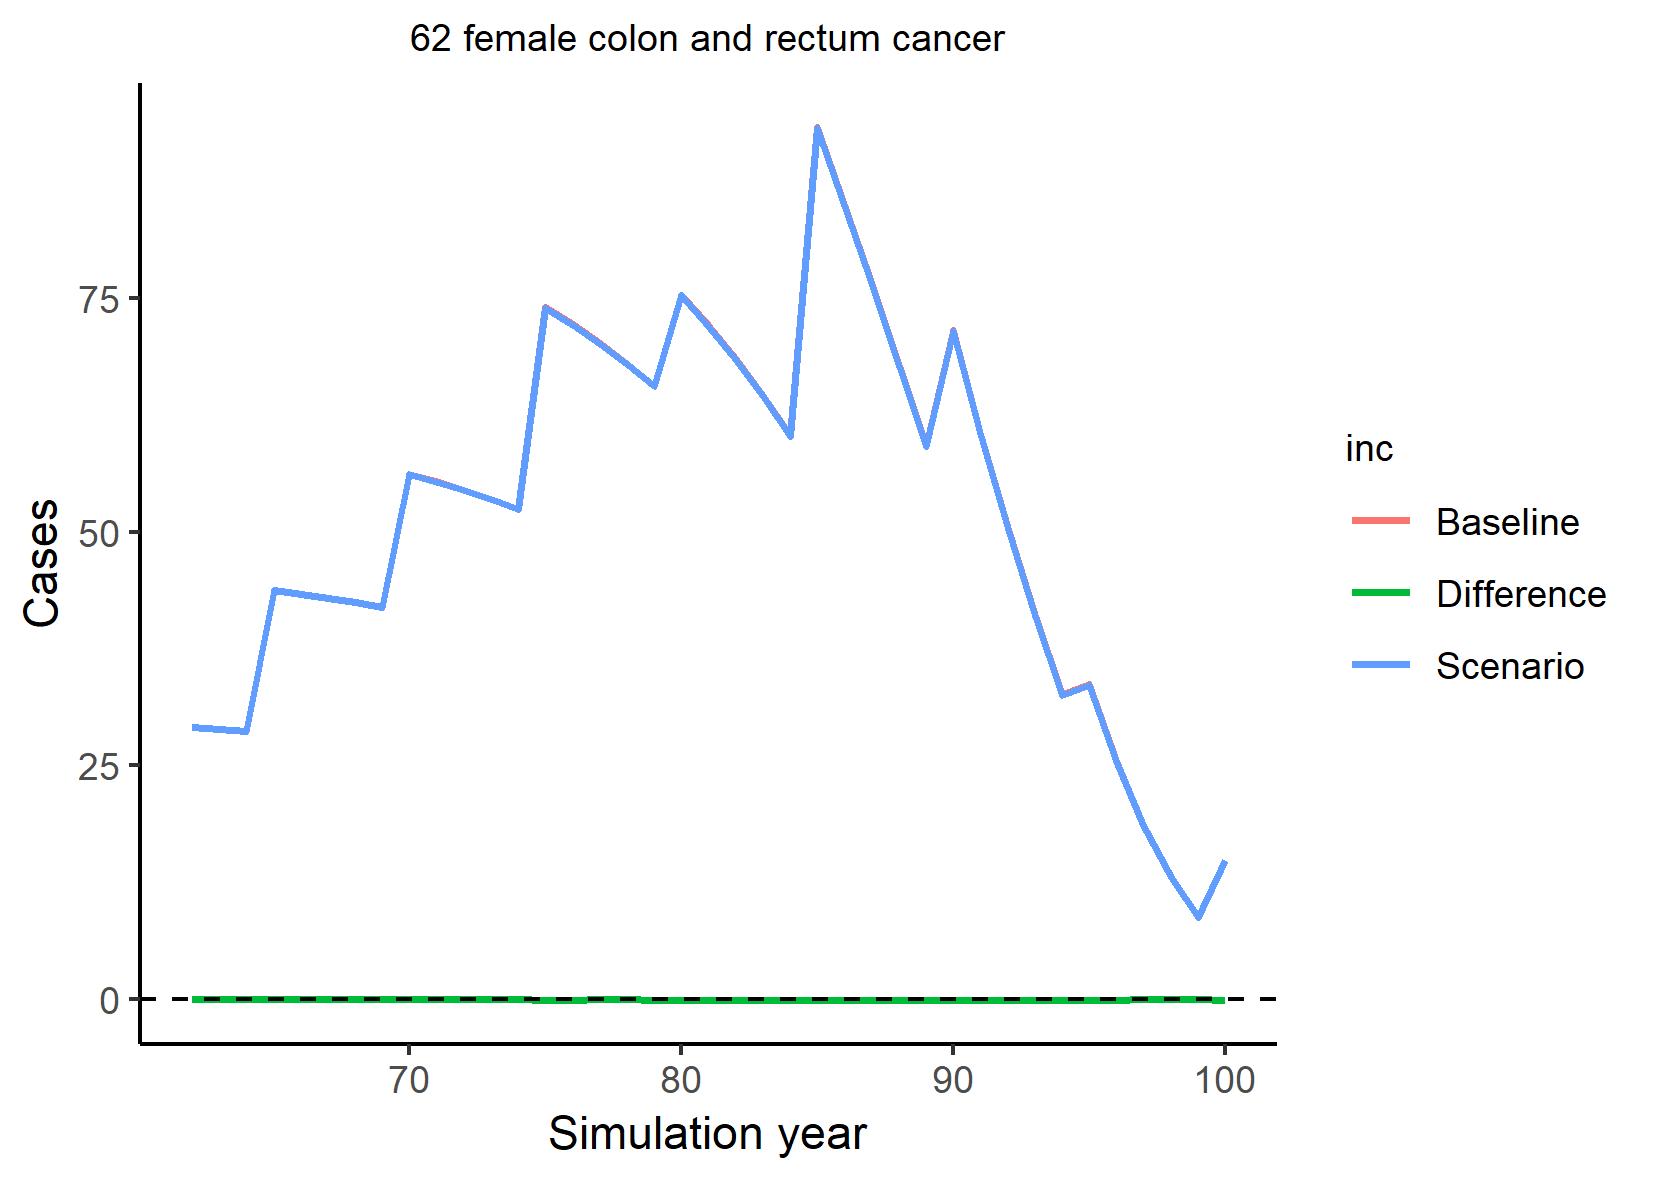 62 female colon and rectum cancer
Cases
75
50
25
0
70 80 90 100
Simulation year
inc
Baseline
Difference
Scenario